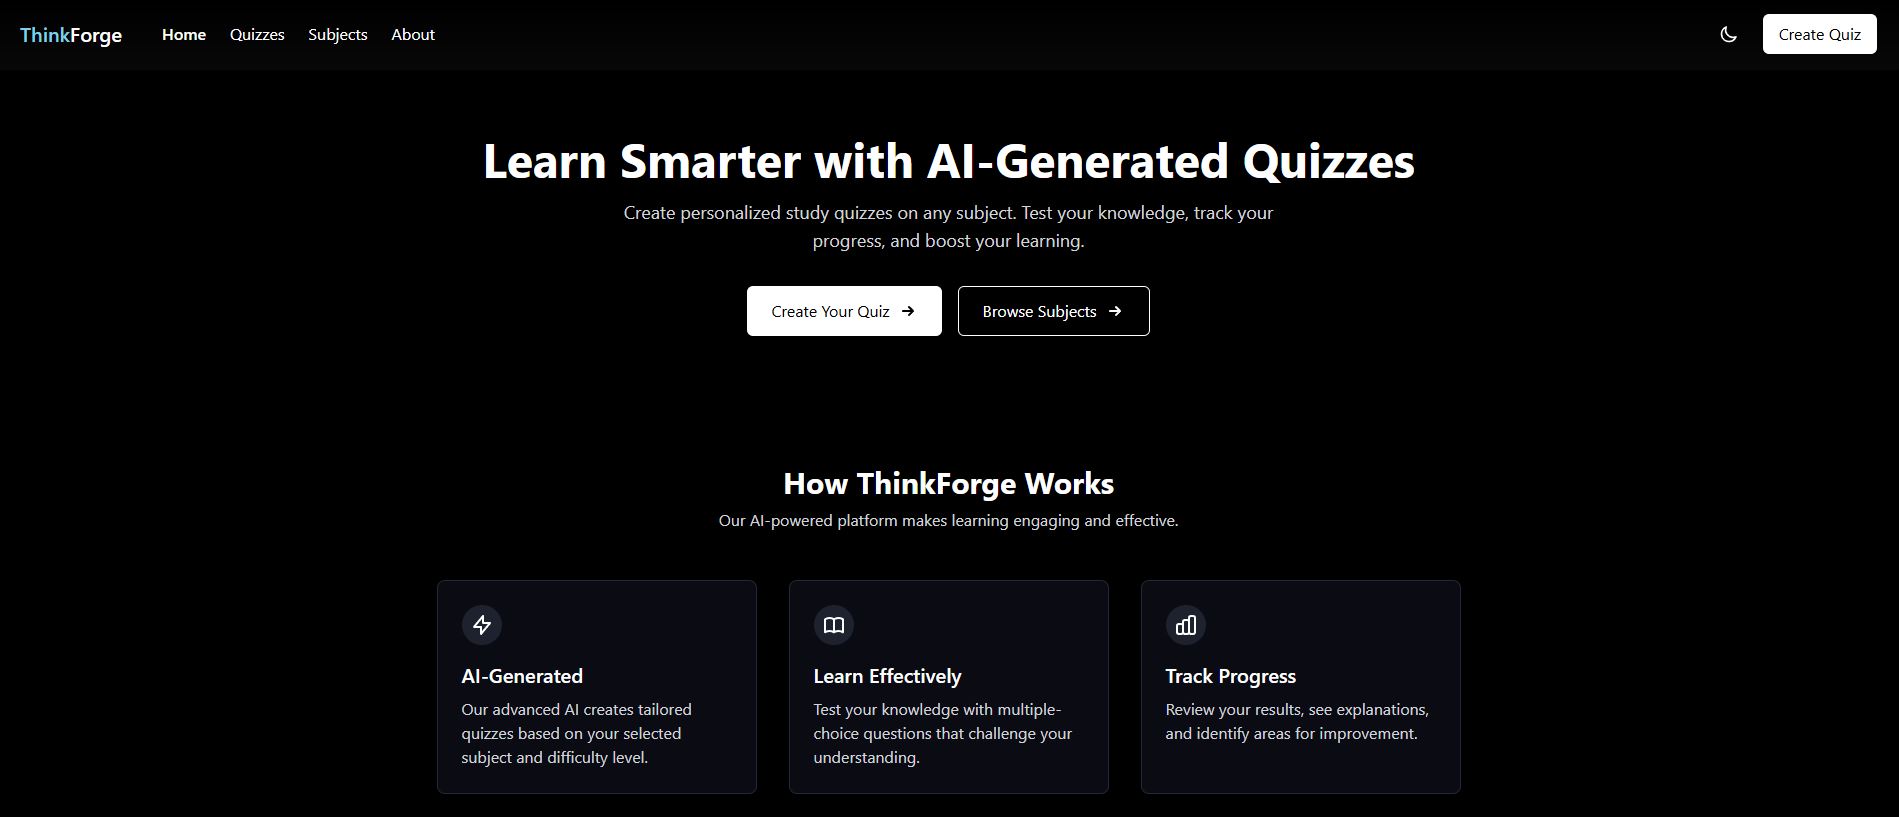 ThinkForge Home Quizzes Subjects About Create Quiz
Learn Smarter with AI-Generated Quizzes
Create personalized study quizzes on any subject. Test your knowledge, track your
progress, and boost your learning.
Create Your Quiz Browse Subjects
How ThinkForge Works
Our AI-powered platform makes learning engaging and effective.
AI-Generated
Our advanced AI creates tailored
quizzes based on your selected
subject and difficulty level.
Learn Effectively
Test your knowledge with multiple-
choice questions that challenge your
understanding.
Track Progress
Review your results, see explanations,
and identify areas for improvement.